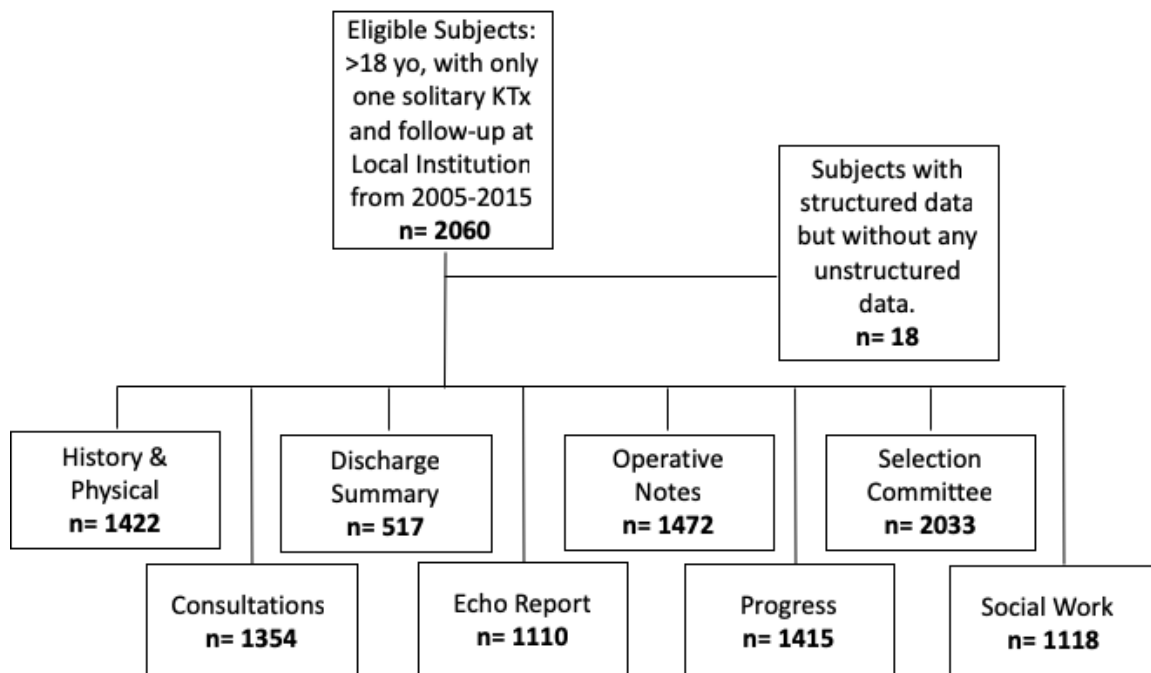 Eligible Subjects:
>18 yo, with only
one solitary KTx
and follow-up at
Local Institution
from 2005-2015
n= 2060
Subjects with
structured data
but without any
unstructured
data.
n= 18
History &
Physical
n= 1422
Discharge
Summary
n= 517
Operative
Notes
n= 1472
Selection
Committee
n= 2033
Consultations
n= 1354
Echo Report
n= 1110
Progress
n= 1415
Social Work
n= 1118